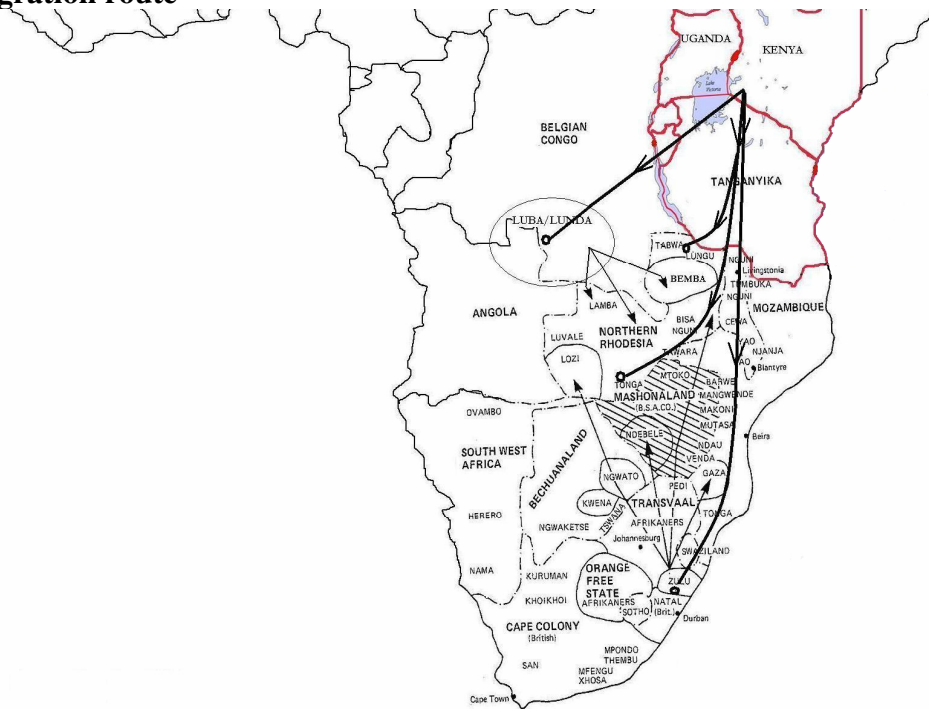 gration route
UGANDA
KENYA
Lake
Victoria
BELGIAN
CONGO
TANGANYIKA
LUBA/LUNDA
TABWA
LUNGU
NGUNI
Livingstonia
BEMBA
TUMBUKA
NGUNI
MOZAMBIQUE
LAMBA
ANGOLA
BISA
NGUNI
CEWA
NORTHERN
RHODESIA
LUVALE
YAO
NJANJA
LOZI
TAWARA
AO
Blantyre
MTOKO
TONGA
BARWE
MASHONALAND
(B.S.A.CO.)
MANGWENDE
MAKONI
OVAMBO
MUTASA
NDEBELE
Beira
NDAU
SOUTH WEST
AFRICA
BECHUANALAND
VENDA
NGWATO
GAZA
PEDI
KWENA
TRANSVAAL
TSWANA
TONGA
HERERO
NGWAKETSE
AFRIKANERS
Johannesburg
SWAZILAND
NAMA
KURUMAN
ORANGE
FREE
STATE
ZULU
KHOIKHOI
AFRIKANERS
SOTHO
NATAL
(Brit.)
Durban
CAPE COLONY
(British)
MPONDO
THEMBU
SAN
MFENGU
XHOSA
Cape Town